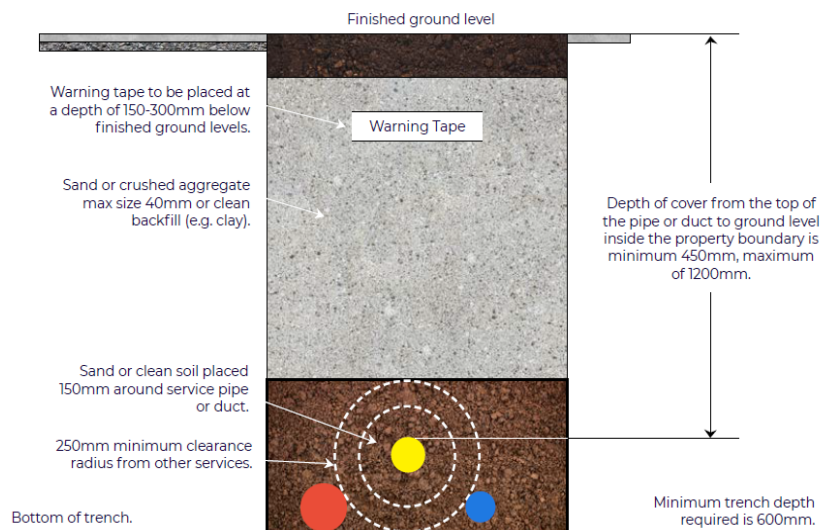 Finished ground level
Warning tape to be placed at
a depth of 150-300mm below
finished ground levels.
Warning Tape
Sand or crushed aggregate
max size 40mm or clean
backfill (e.g. clay).
Depth of cover from the top of
the pipe or duct to ground level
inside the property boundary is
minimum 450mm, maximum
of 1200mm.
Sand or clean soil placed
150mm around service pipe
or duct.
250mm minimum clearance
radius from other services.
Bottom of trench.
Minimum trench depth
required is 600mm.